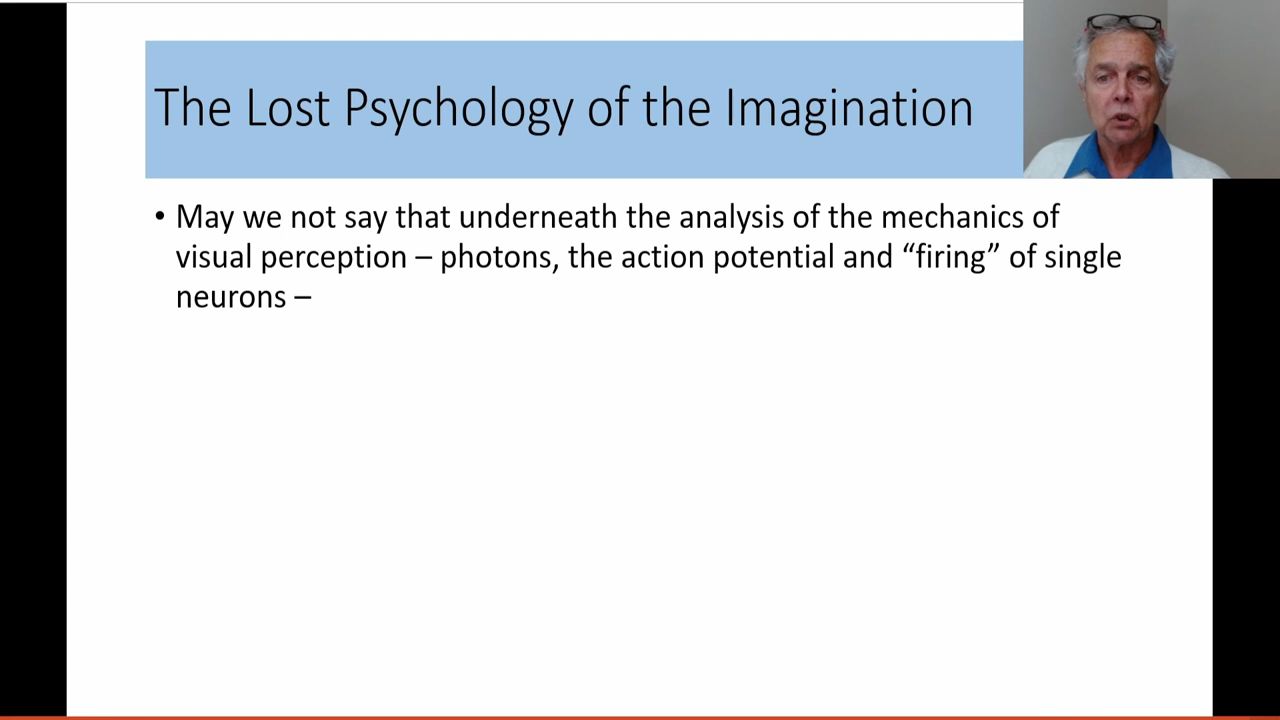 The Lost Psychology of the Imagination
• May we not say that underneath the analysis of the mechanics of
visual perception – photons, the action potential and “firing” of single
neurons –